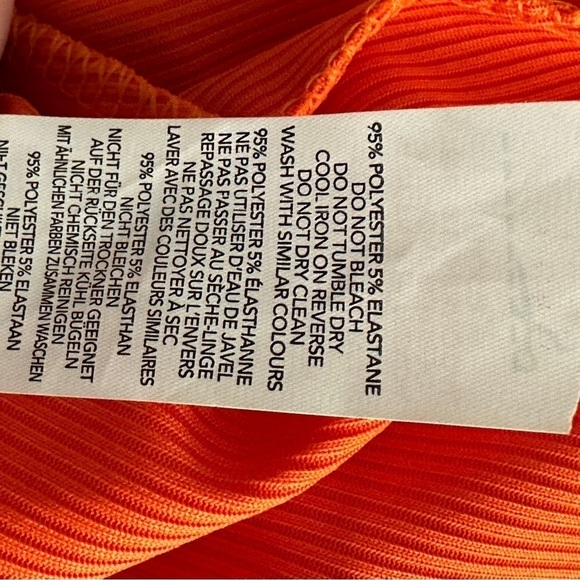 95% POLYESTER 5% ELASTANE
DO NOT BLEACH
DO NOT TUMBLE DRY
COOL IRON ON REVERSE
DO NOT DRY CLEAN
WASH WITH SIMILAR COLOURS
95% POLYESTER 5% ÉLASTHANNE
NE PAS UTILISER D'EAU DE JAVEL
NE PAS PASSER AU SÈCHE-LINGE
REPASSAGE DOUX SUR L'ENVERS
NE PAS NETTOYER À SEC
LAVER AVEC DES COULEURS SIMILAIRES
95% POLYESTER 5% ELASTHAN
NICHT BLEICHEN
NICHT FÜR DEN TROCKNER GEEIGNET
AUF DER RÜCKSEITE KÜHL BÜGELN
NICHT CHEMISCH REINIGEN
MIT ÄHNLICHEN FARBEN ZUSAMMEN WASCHEN
95% POLYESTER 5% ELASTAAN
NIET BLEKEN